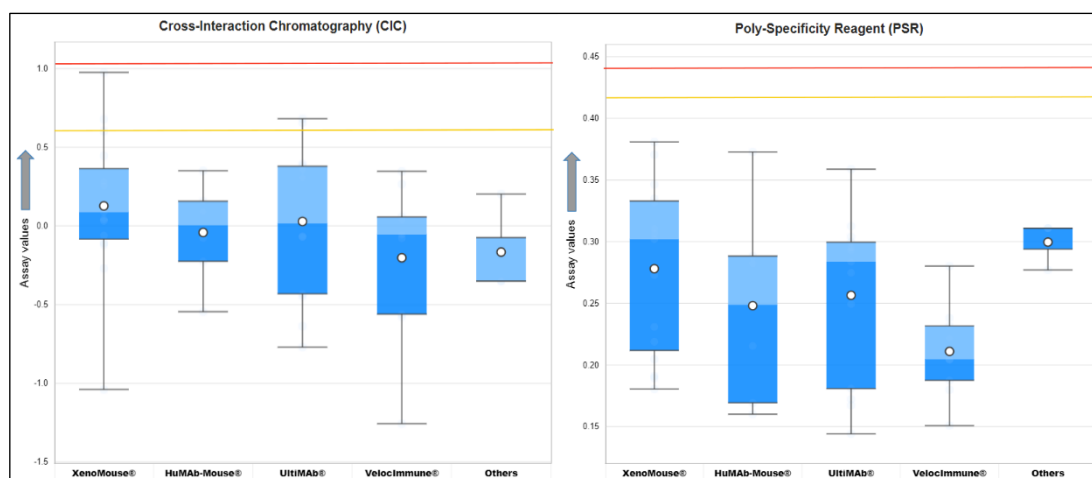 Cross-Interaction Chromatography (CIC)
1.0
0.5
0.0
-0.5
-1.0
-1.5
Assay values
XenoMouse®
HuMAb-Mouse®
UltiMAb®
VelocImmune®
Others
Poly-Specificity Reagent (PSR)
0.45
0.40
0.35
0.30
0.25
0.20
0.15
Assay values
XenoMouse®
HuMAb-Mouse®
UltiMAb®
VelocImmune®
Others